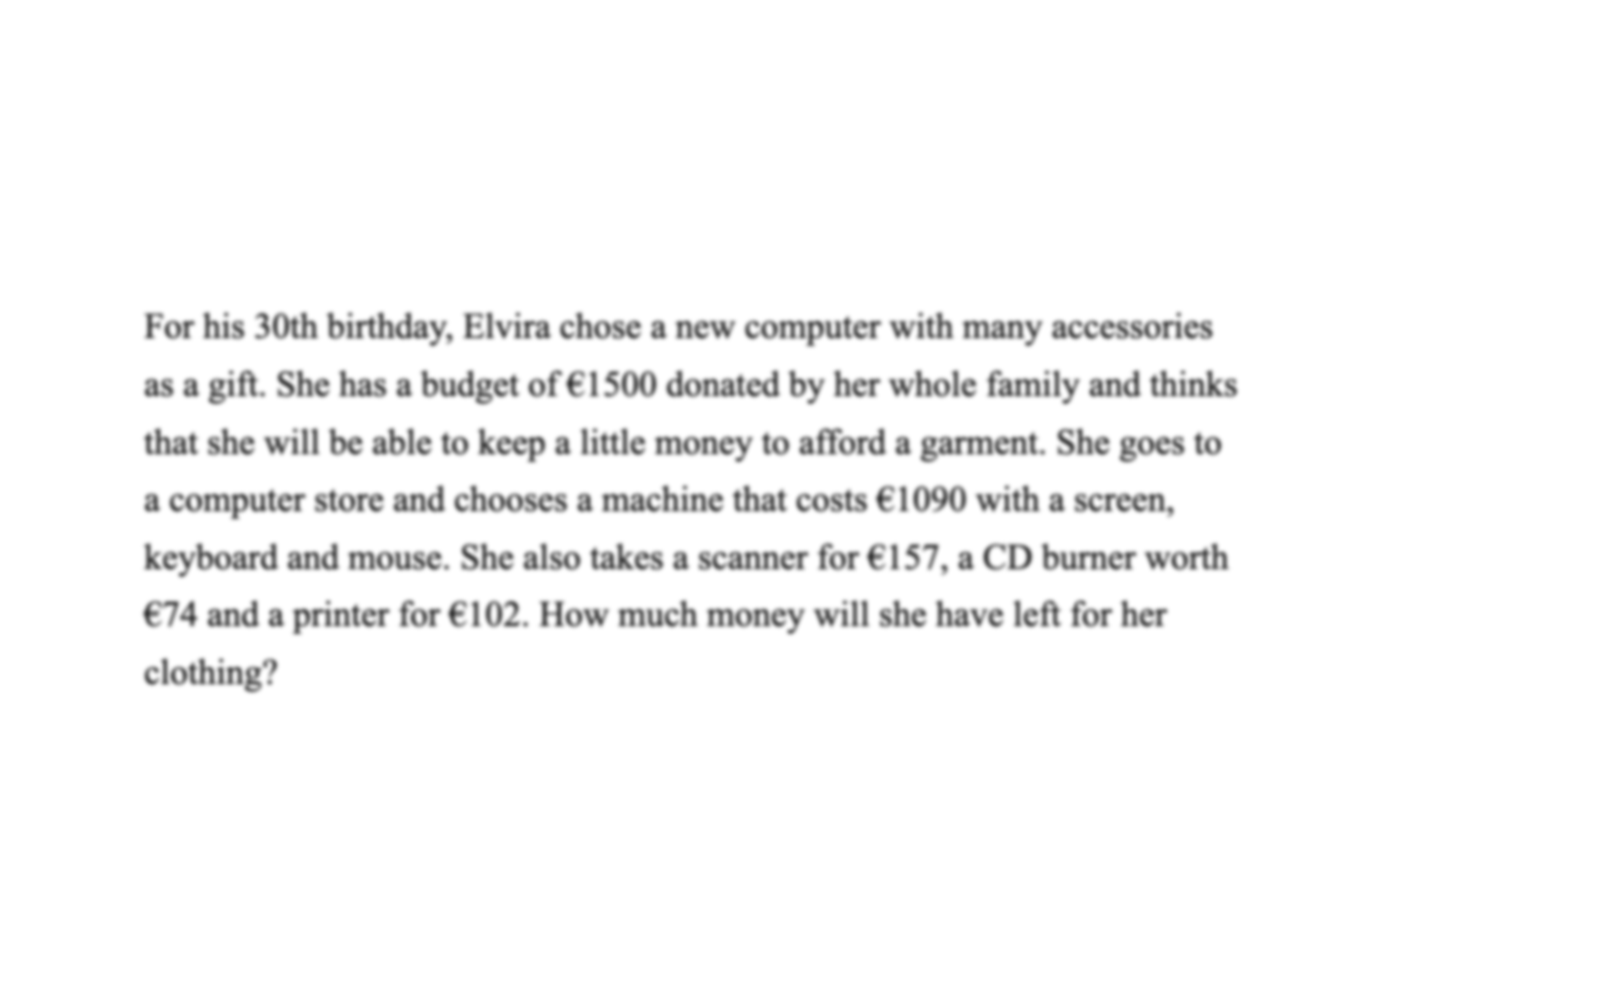 For his 30th birthday, Elvira chose a new computer with many accessories
as a gift. She has a budget of €1500 donated by her whole family and thinks
that she will be able to keep a little money to afford a garment. She goes to
a computer store and chooses a machine that costs €1090 with a screen,
keyboard and mouse. She also takes a scanner for €157, a CD burner worth
€74 and a printer for €102. How much money will she have left for her
clothing?